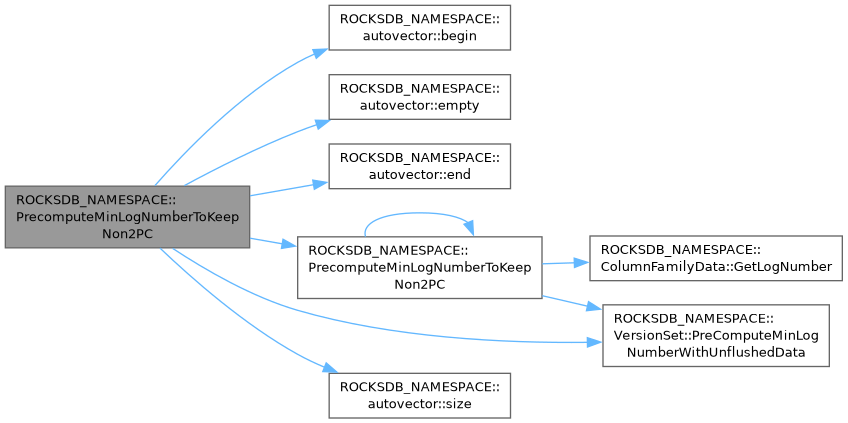 ROCKSDB_NAMESPACE::
autovector::begin
ROCKSDB_NAMESPACE::
autovector::empty
ROCKSDB_NAMESPACE::
autovector::end
ROCKSDB_NAMESPACE::
PrecomputeMinLogNumberToKeep
Non2PC
ROCKSDB_NAMESPACE::
PrecomputeMinLogNumberToKeep
Non2PC
ROCKSDB_NAMESPACE::
ColumnFamilyData::GetLogNumber
ROCKSDB_NAMESPACE::
VersionSet::PreComputeMinLog
NumberWithUnflushedData
ROCKSDB_NAMESPACE::
autovector::size